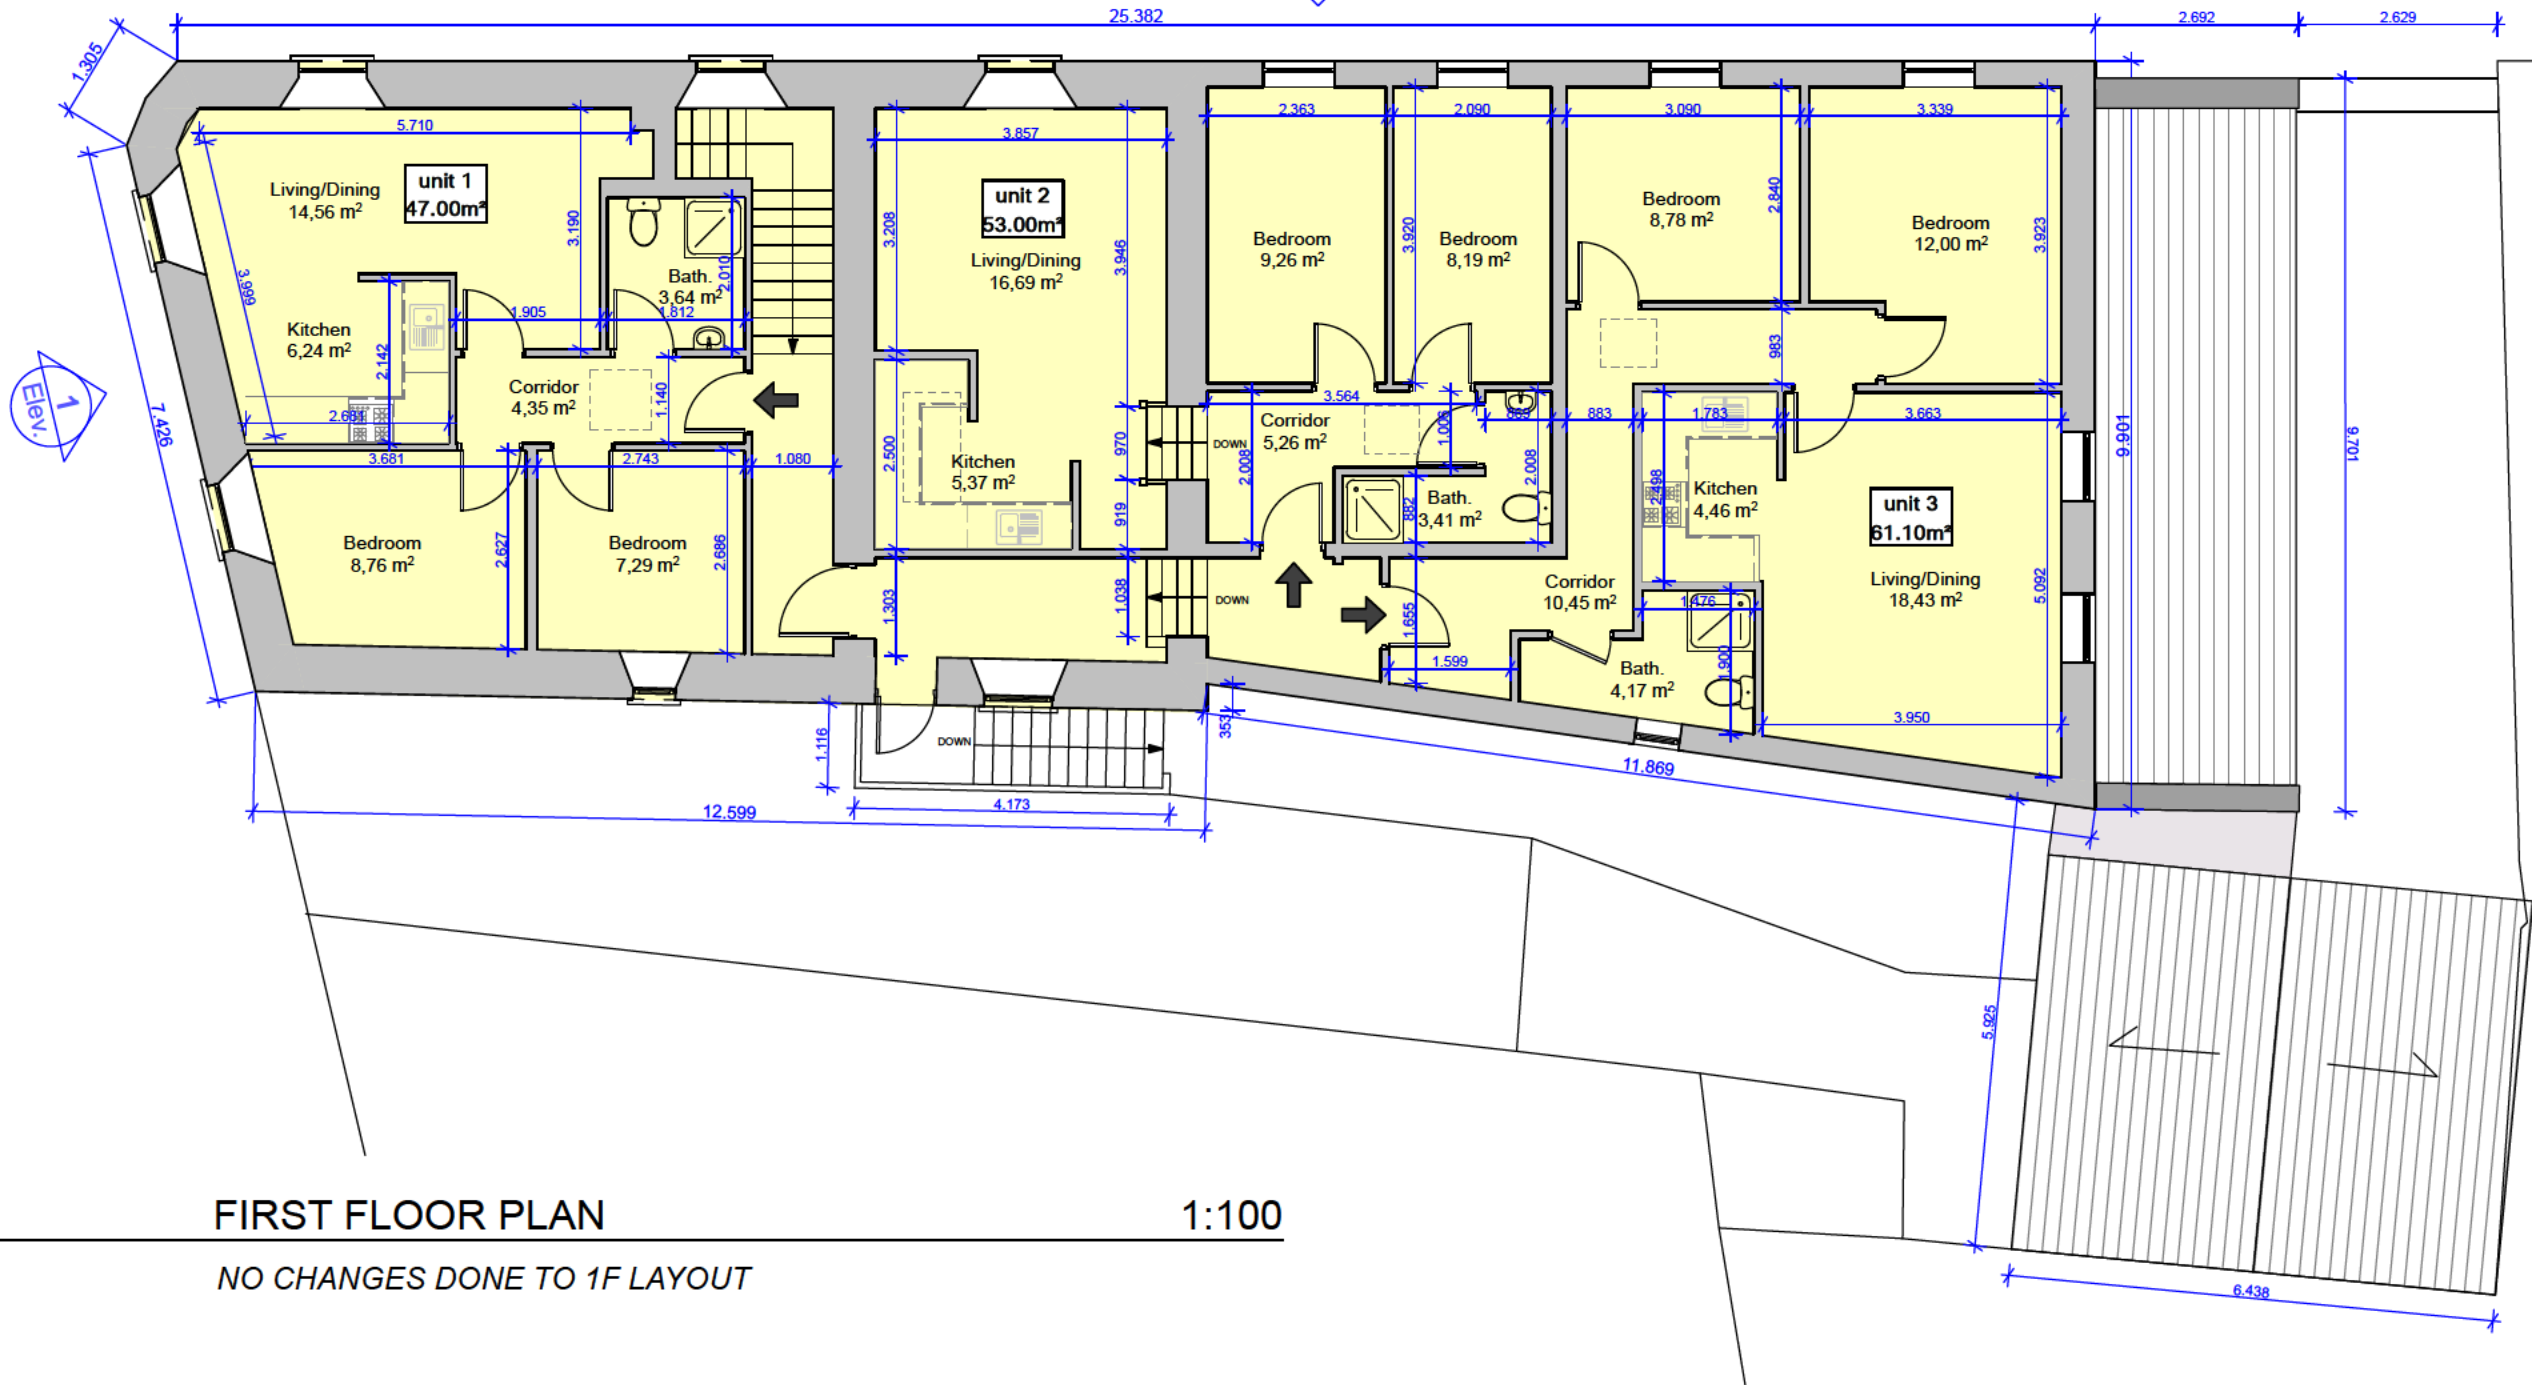 25.382
2.692
2.629
1.305
5.710
3.857
2.363
2.090
3.090
3.339
unit 1
47.00m²
Living/Dining
14,56 m²
unit 2
53.00m²
Living/Dining
16,69 m²
3.190
3.208
3.946
3.920
2.840
3.923
Bedroom
9,26 m²
Bedroom
8,19 m²
Bedroom
8,78 m²
Bedroom
12,00 m²
Bath.
3,64 m²
2.010
3.999
1.905
1.812
Kitchen
6,24 m²
2.142
983
Corridor
4,35 m²
1.140
2.681
1
Elev.
7.426
3.564
Corridor
5,26 m²
1.006
869
883
1.783
3.663
DOWN
970
2.500
2.008
2.008
9.901
9.701
3.681
2.743
1.080
Kitchen
5,37 m²
919
882
Bath.
3,41 m²
2.498
Kitchen
4,46 m²
unit 3
61.10m²
Living/Dining
18,43 m²
5.092
Bedroom
8,76 m²
2.627
Bedroom
7,29 m²
2.686
1.303
1.038
DOWN
1.655
Corridor
10,45 m²
1.476
1.599
Bath.
4,17 m²
1.900
3.950
353
1.116
DOWN
11.869
12.599
4.173
5.925
6.438
FIRST FLOOR PLAN
1:100
NO CHANGES DONE TO 1F LAYOUT